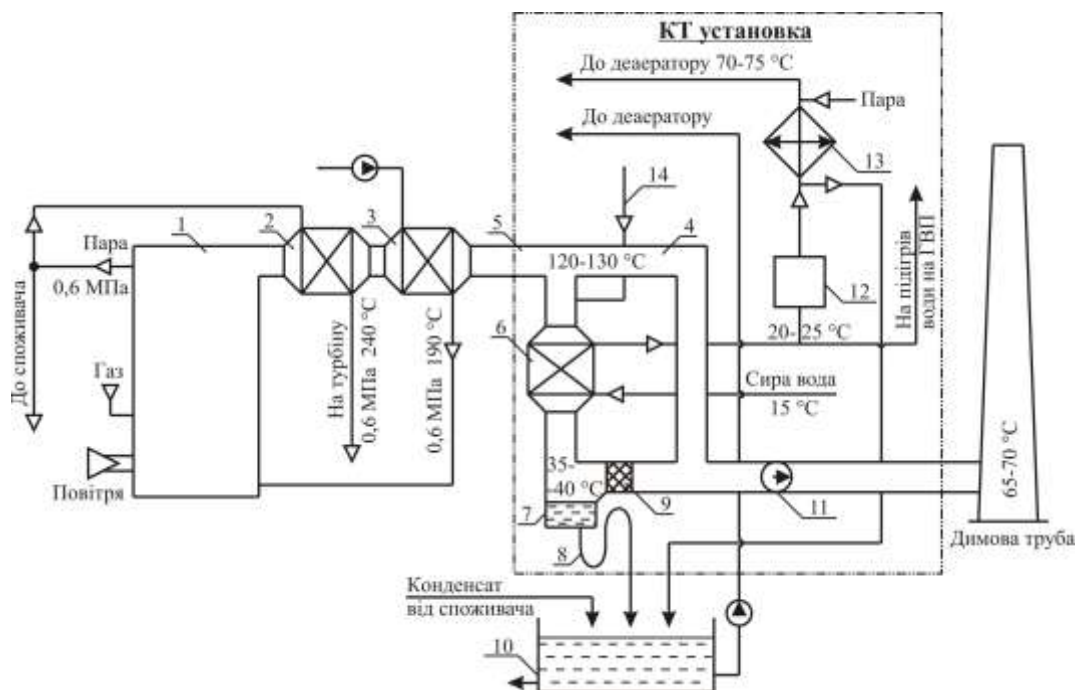 КТ установка
До деаератору 70-75 °C
Пара
До деаератору
13
14
1
2
3
5
4
Пара
0,6 МПа
120-130 °C
12
На підігрів
води на ГВП
20-25 °C
6
До споживача
Газ
На турбіну
0,6 МПа 240 °C
0,6 МПа 190 °C
Сира вода
15 °C
Повітря
35-
-40 °C
65-70 °C
7
9
11
8
Димова труба
Конденсат
від споживача
10